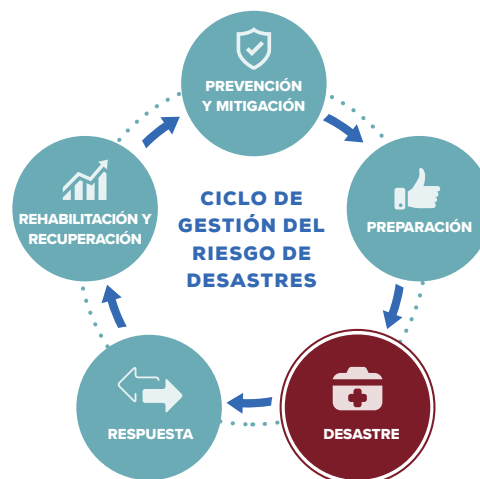 PREVENCIÓN
Y MITIGACIÓN
PREPARACIÓN
DESASTRE
RESPUESTA
REHABILITACIÓN Y
RECUPERACIÓN
CICLO DE
GESTIÓN DEL
RIESGO DE
DESASTRES